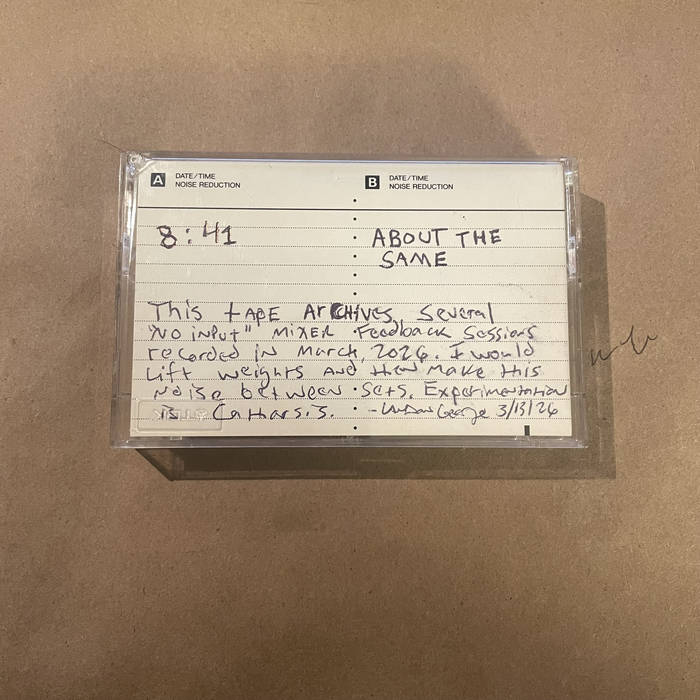 A DATE/TIME NOISE REDUCTION
B DATE/TIME NOISE REDUCTION
8:41
ABOUT THE
SAME
This tAPE ArCHiVES Several
"No inPut" MiXER Feedback Sessions
recorded in March, 2026. I would
Lift weights AND then Make this
Noise between Sets. Experimentation
is Catharsis. - George 3/13/26